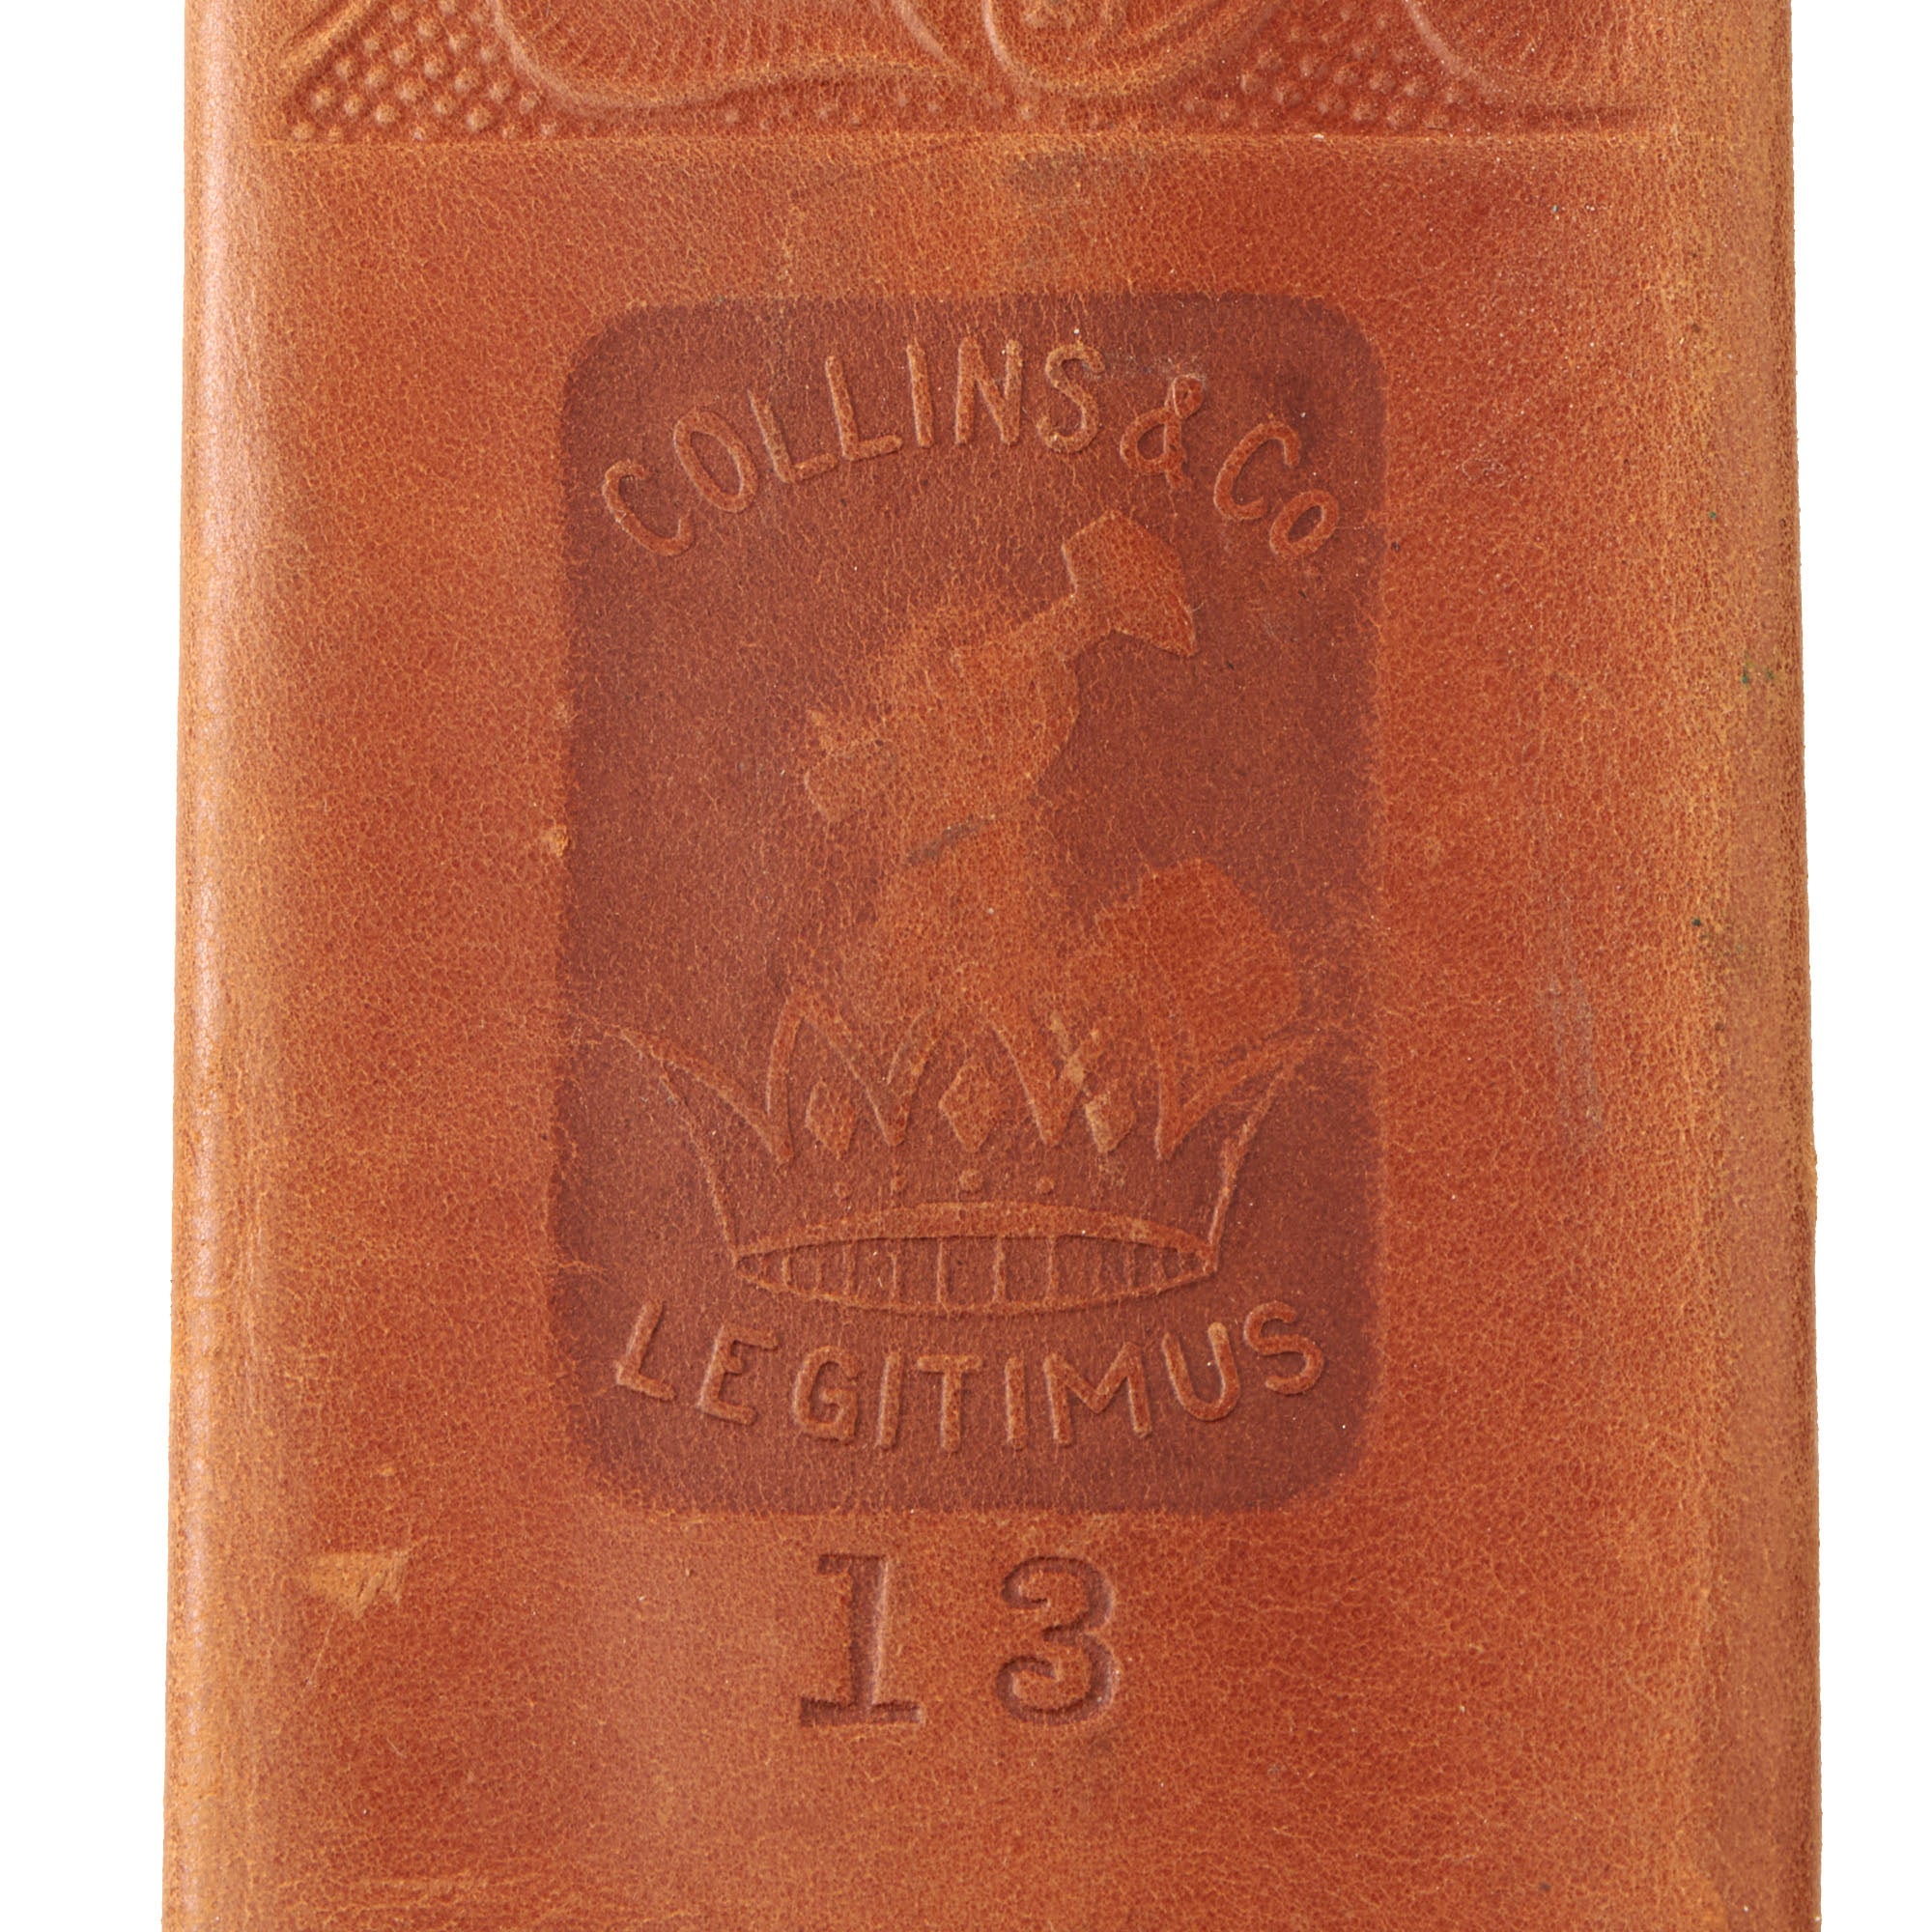 COLLINS & Co
LEGITIMUS
13